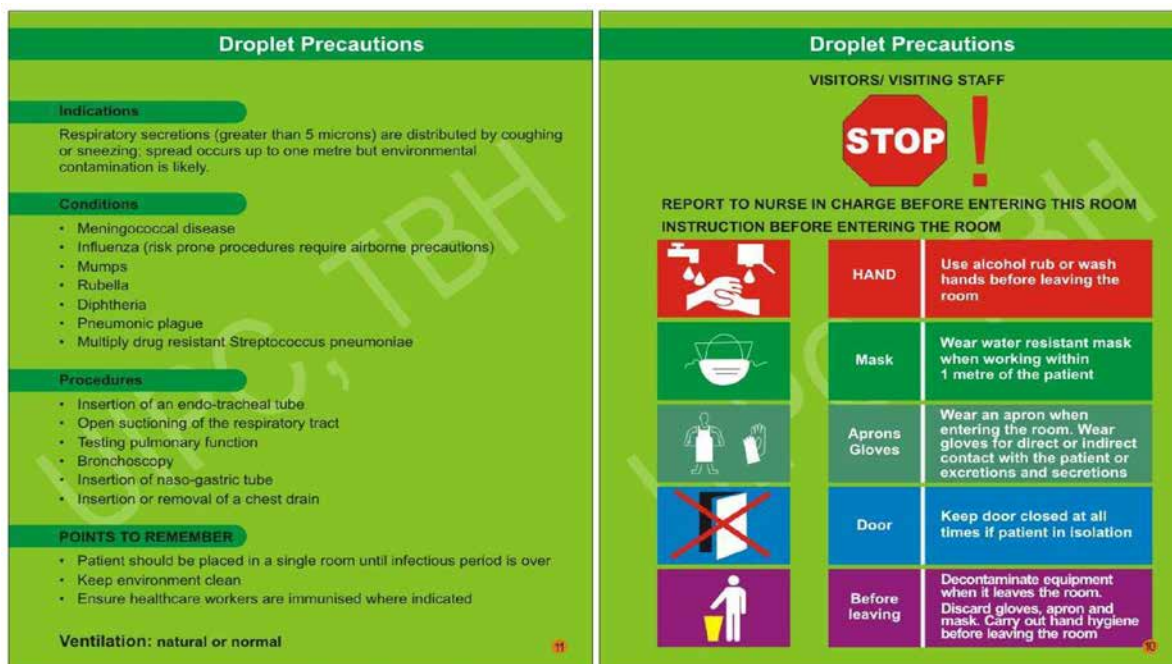 Droplet Precautions
Indications
Respiratory secretions (greater than 5 microns) are distributed by coughing
or sneezing; spread occurs up to one metre but environmental
contamination is likely.
Conditions
• Meningococcal disease
• Influenza (risk prone procedures require airborne precautions)
• Mumps
• Rubella
• Diphtheria
• Pneumonic plague
• Multiply drug resistant Streptococcus pneumoniae
Procedures
• Insertion of an endo-tracheal tube
• Open suctioning of the respiratory tract
• Testing pulmonary function
• Bronchoscopy
• Insertion of naso-gastric tube
• Insertion or removal of a chest drain
POINTS TO REMEMBER
• Patient should be placed in a single room until infectious period is over
• Keep environment clean
• Ensure healthcare workers are immunised where indicated
Ventilation: natural or normal
11
UIPC, TBH
Droplet Precautions
VISITORS/ VISITING STAFF
STOP !
REPORT TO NURSE IN CHARGE BEFORE ENTERING THIS ROOM
INSTRUCTION BEFORE ENTERING THE ROOM
HAND
Use alcohol rub or wash
hands before leaving the
room
Mask
Wear water resistant mask
when working within
1 metre of the patient
Aprons
Gloves
Wear an apron when
entering the room. Wear
gloves for direct or indirect
contact with the patient or
excretions and secretions
Door
Keep door closed at all
times if patient in isolation
Before
leaving
Decontaminate equipment
when it leaves the room.
Discard gloves, apron and
mask. Carry out hand hygiene
before leaving the room
10
UIPC, TBH